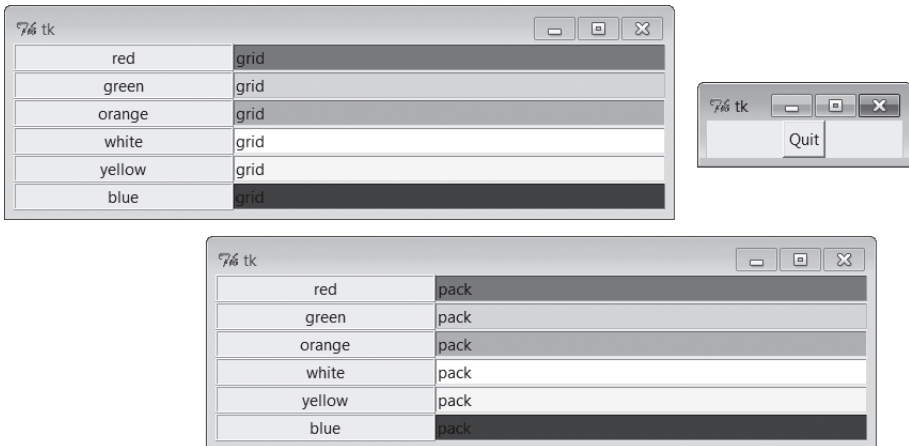 tk
red grid
green grid
orange grid
white grid
yellow grid
blue grid
tk
Quit
tk
red pack
green pack
orange pack
white pack
yellow pack
blue pack